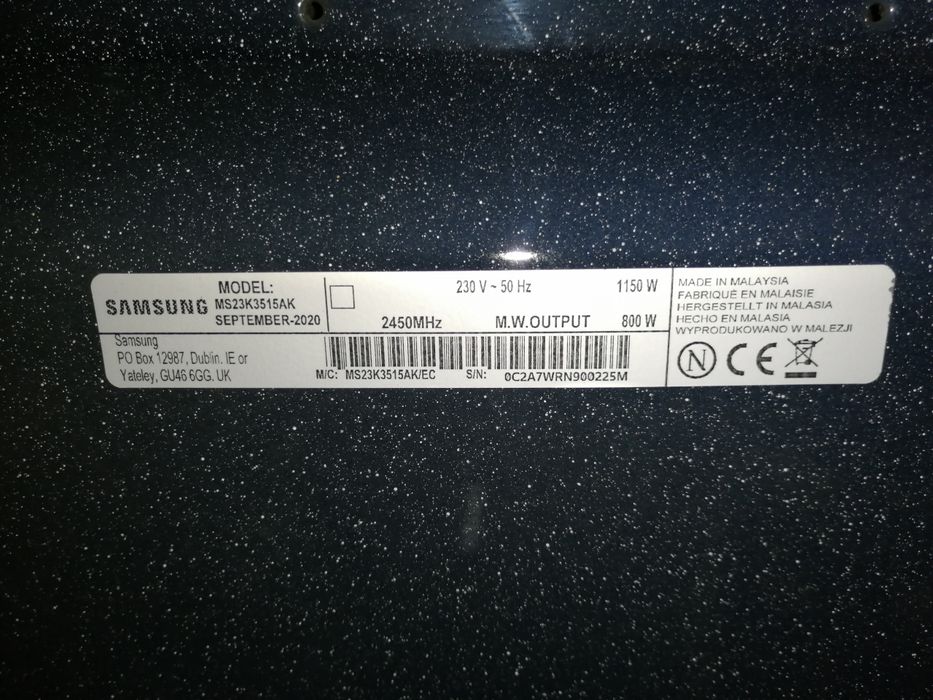 SAMSUNG
MODEL:
MS23K3515AK
SEPTEMBER-2020
230 V ~ 50 Hz 1150 W
2450MHz M.W.OUTPUT 800 W
Samsung
PO Box 12987, Dublin. IE or
Yateley, GU46 6GG. UK
M/C: MS23K3515AK/EC S/N: 0C2A7WRN900225M
MADE IN MALAYSIA
FABRIQUÉ EN MALAISIE
HERGESTELLT IN MALASIA
HECHO EN MALASIA
WYPRODUKOWANO W MALEZJI
N CE